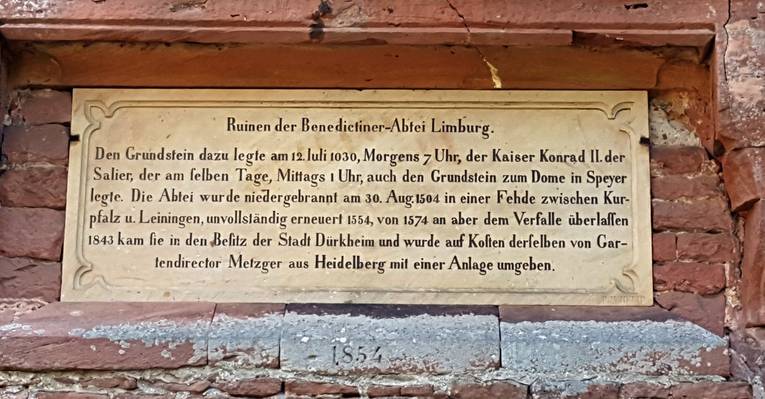 Ruinen der Benedictiner-Abtei Limburg.
Den Grundstein dazu legte am 12. Iuli 1030, Morgens 7 Uhr, der Kaiser Konrad II. der
Salier, der am ſelben Tage, Mittags 1 Uhr, auch den Grundstein zum Dome in Speyer
legte. Die Abtei wurde niedergebrannt am 30. Aug. 1504 in einer Fehde zwischen Kur-
pfalz u. Leiningen, unvollständig erneuert 1554, von 1574 an aber dem Verfalle überlaſſen
1843 kam ſie in den Beſitz der Stadt Dürkheim und wurde auf Koſten derſelben von Gar-
tendirector Metzger aus Heidelberg mit einer Anlage umgeben.
1854